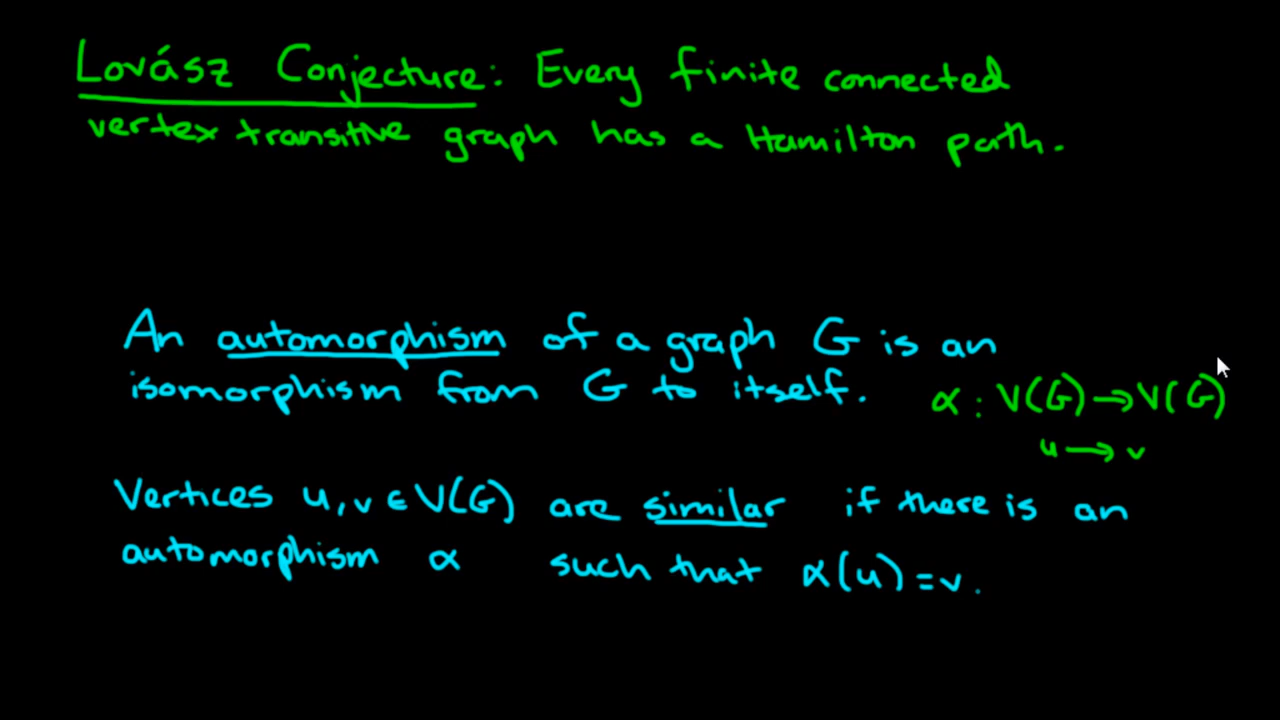 Lovász Conjecture: Every finite connected
vertex transitive graph has a Hamilton path.
An automorphism of a graph G is an
isomorphism from G to itself. α : V(G) → V(G)
u → v
Vertices u, v ∈ V(G) are similar if there is an
automorphism α such that α(u) = v.